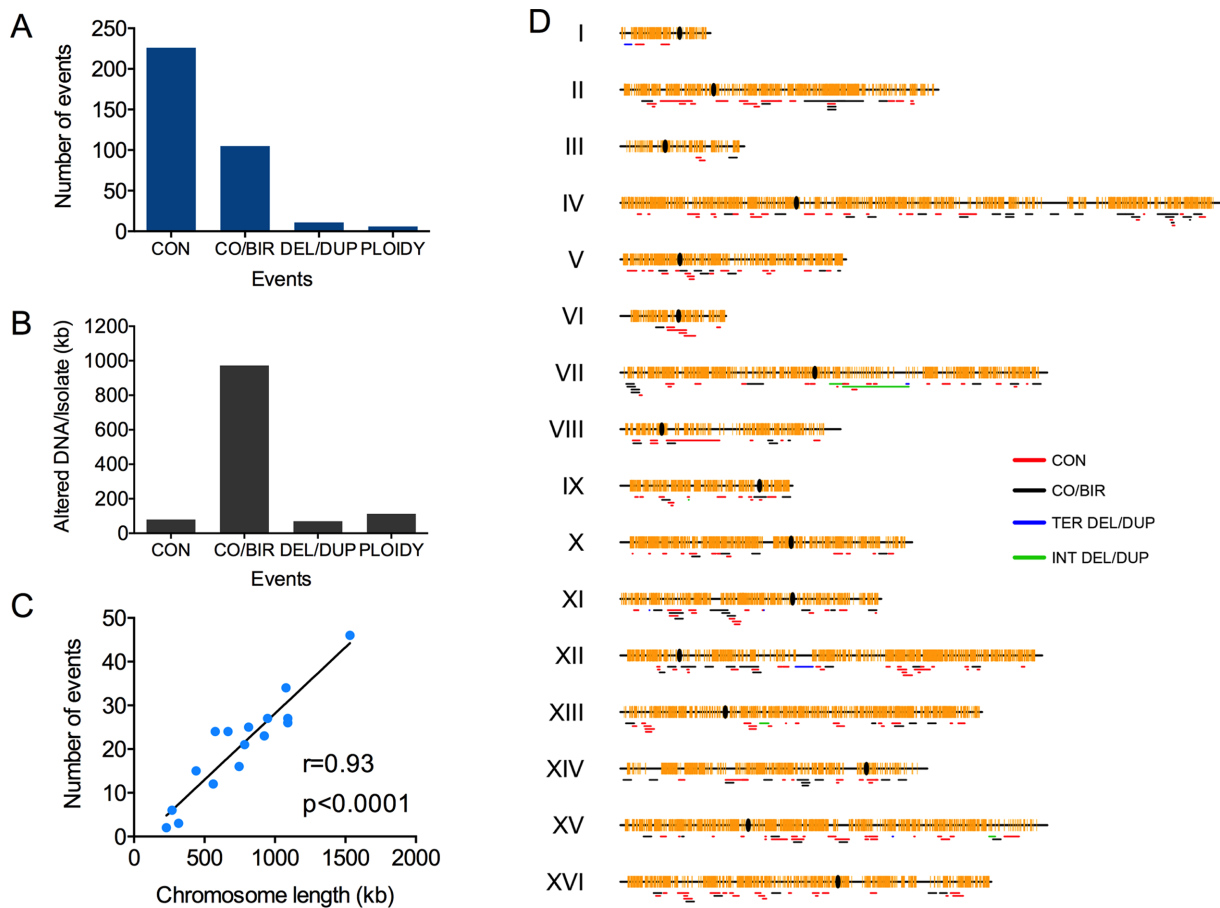 A
Number of events
250
200
150
100
50
0
CON CO/BIR DEL/DUP PLOIDY
Events
B
Altered DNA/Isolate (kb)
1200
1000
800
600
400
200
0
CON CO/BIR DEL/DUP PLOIDY
Events
C
Number of events
50
40
30
20
10
0
r=0.93
p<0.0001
0 500 1000 1500 2000
Chromosome length (kb)
D
I
II
III
IV
V
VI
VII
VIII
IX
X
XI
XII
XIII
XIV
XV
XVI
CON
CO/BIR
TER DEL/DUP
INT DEL/DUP